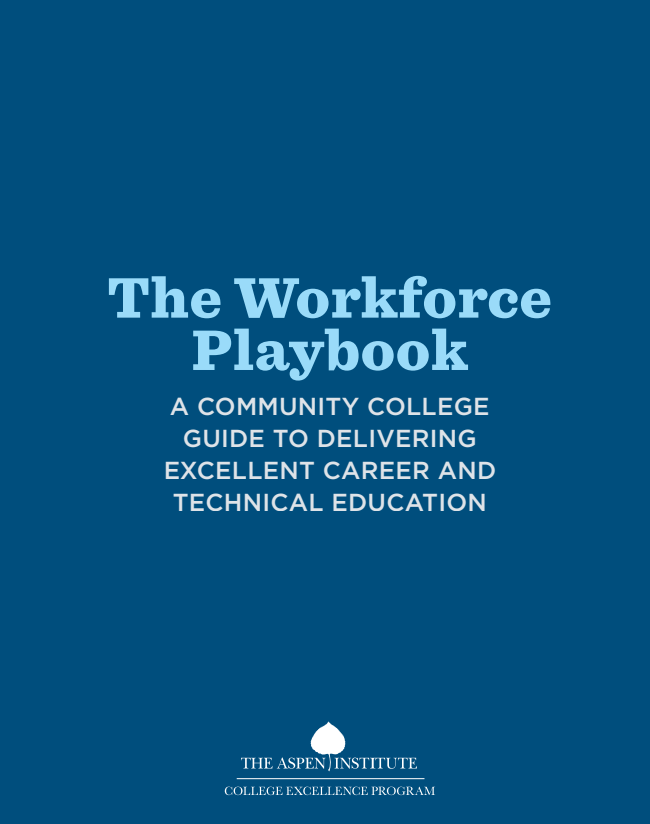 The Workforce
Playbook
A COMMUNITY COLLEGE
GUIDE TO DELIVERING
EXCELLENT CAREER AND
TECHNICAL EDUCATION
THE ASPEN INSTITUTE
COLLEGE EXCELLENCE PROGRAM